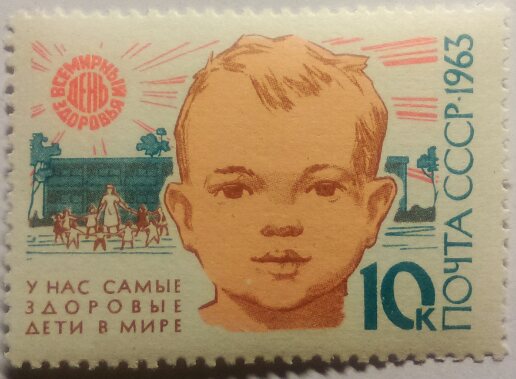 ВСЕМИРНЫЙ
ДЕНЬ
ЗДОРОВЬЯ
У НАС САМЫЕ
ЗДОРОВЫЕ
ДЕТИ В МИРЕ
10к
ПОЧТА СССР·1963